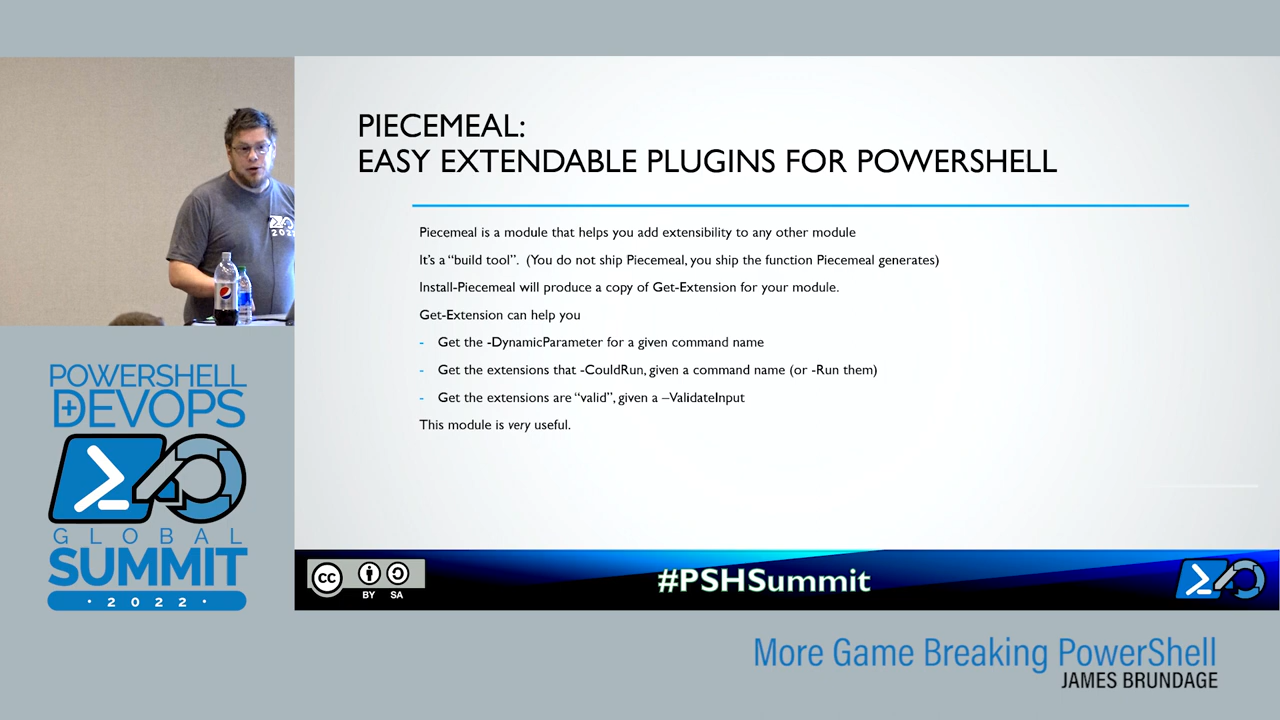 PIECEMEAL:
EASY EXTENDABLE PLUGINS FOR POWERSHELL
Piecemeal is a module that helps you add extensibility to any other module
It's a “build tool”. (You do not ship Piecemeal, you ship the function Piecemeal generates)
Install-Piecemeal will produce a copy of Get-Extension for your module.
Get-Extension can help you
- Get the -DynamicParameter for a given command name
- Get the extensions that -CouldRun, given a command name (or -Run them)
- Get the extensions are “valid”, given a –ValidateInput
This module is very useful.
2022
POWERSHELL
+DEVOPS
GLOBAL
SUMMIT
· 2022 ·
cc
BY SA
#PSHSummit
More Game Breaking PowerShell
JAMES BRUNDAGE